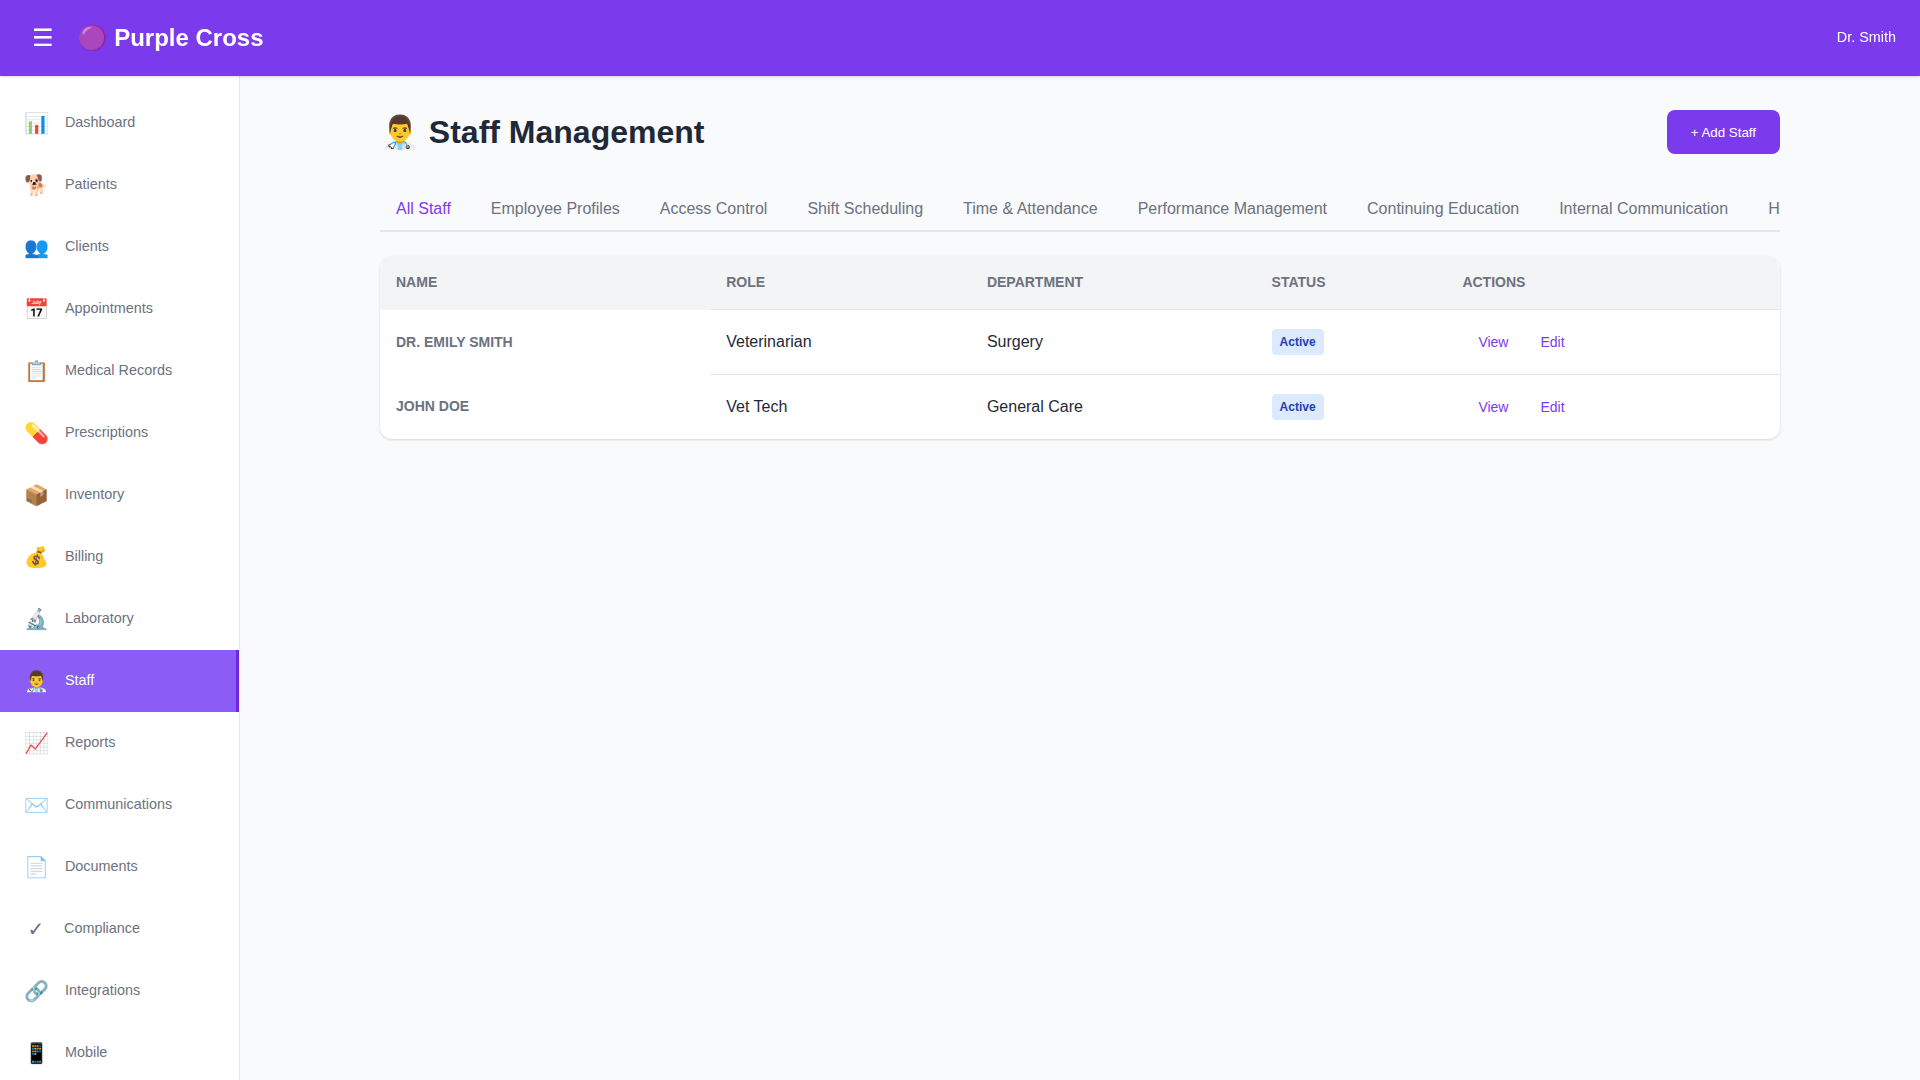 ☰ Purple Cross
Dr. Smith
Dashboard
Patients
Clients
Appointments
Medical Records
Prescriptions
Inventory
Billing
Laboratory
Staff
Reports
Communications
Documents
✓ Compliance
Integrations
Mobile
Staff Management
+ Add Staff
All Staff Employee Profiles Access Control Shift Scheduling Time & Attendance Performance Management Continuing Education Internal Communication H
NAME ROLE DEPARTMENT STATUS ACTIONS
DR. EMILY SMITH Veterinarian Surgery Active View Edit
JOHN DOE Vet Tech General Care Active View Edit